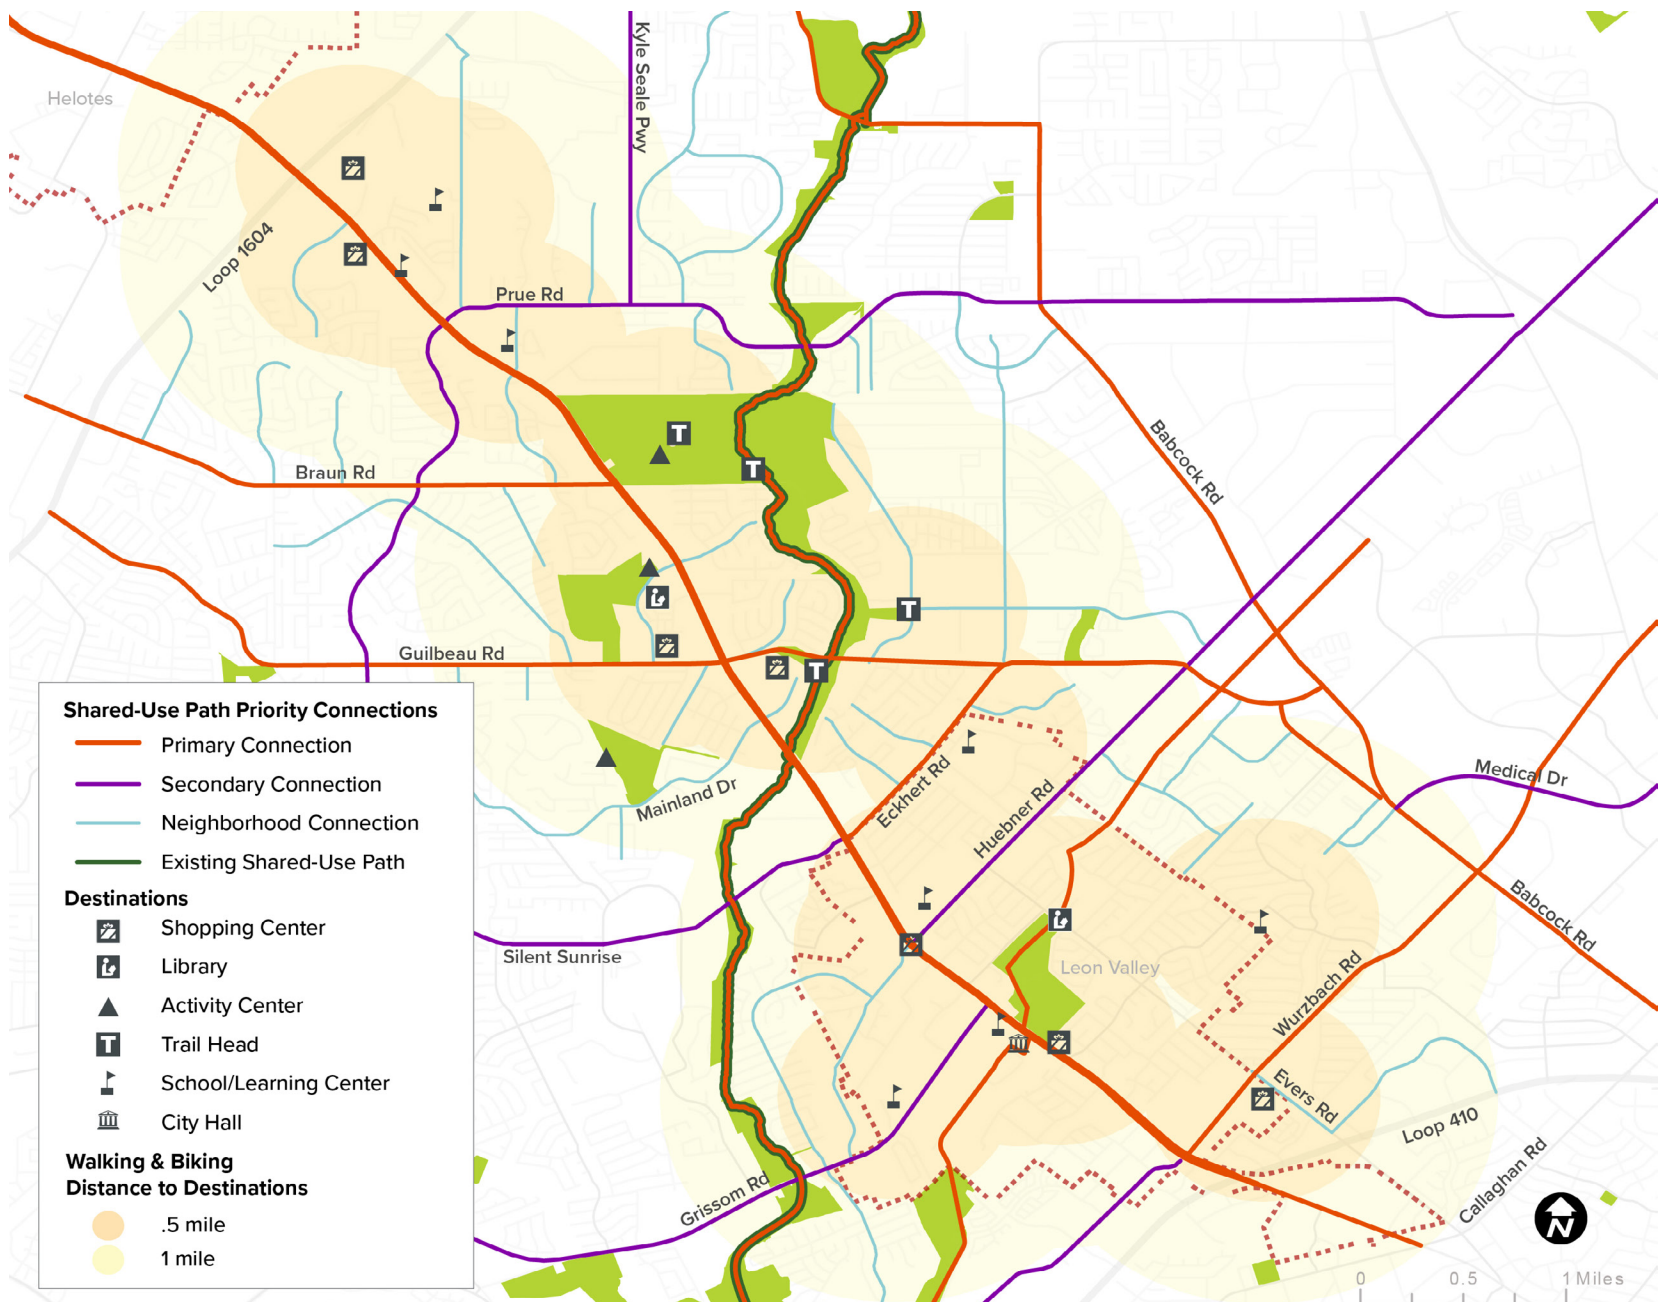 Kyle Seale Pwy
Helotes
Loop 1604
Prue Rd
Braun Rd
Babcock Rd
Guilbeau Rd
Mainland Dr
Eckhert Rd
Huebner Rd
Medical Dr
Babcock Rd
Silent Sunrise
Leon Valley
Wurzbach Rd
Evers Rd
Loop 410
Callaghan Rd
Grissom Rd
Shared-Use Path Priority Connections
Primary Connection
Secondary Connection
Neighborhood Connection
Existing Shared-Use Path
Destinations
Shopping Center
Library
Activity Center
T Trail Head
School/Learning Center
City Hall
Walking & Biking
Distance to Destinations
.5 mile
1 mile
T
T
T
T
N
0 0.5 1 Miles